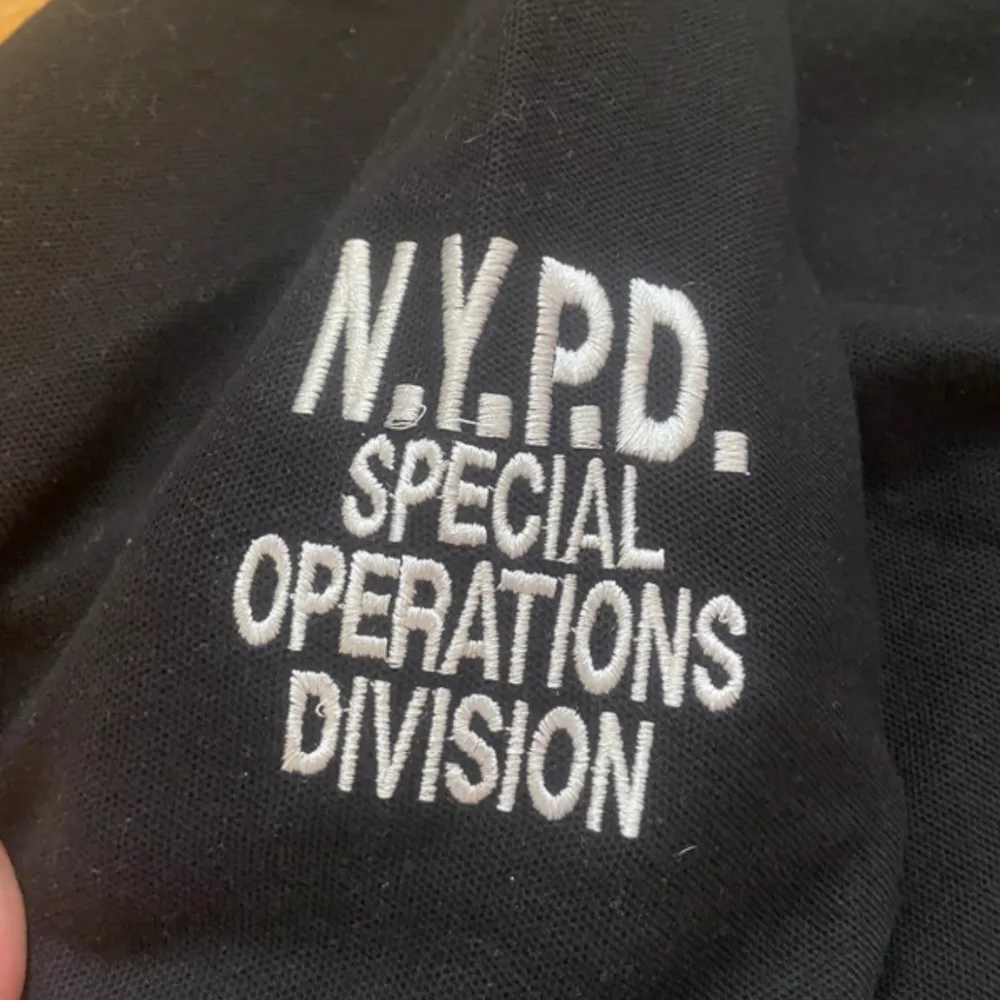 N.Y.P.D.
SPECIAL
OPERATIONS
DIVISION